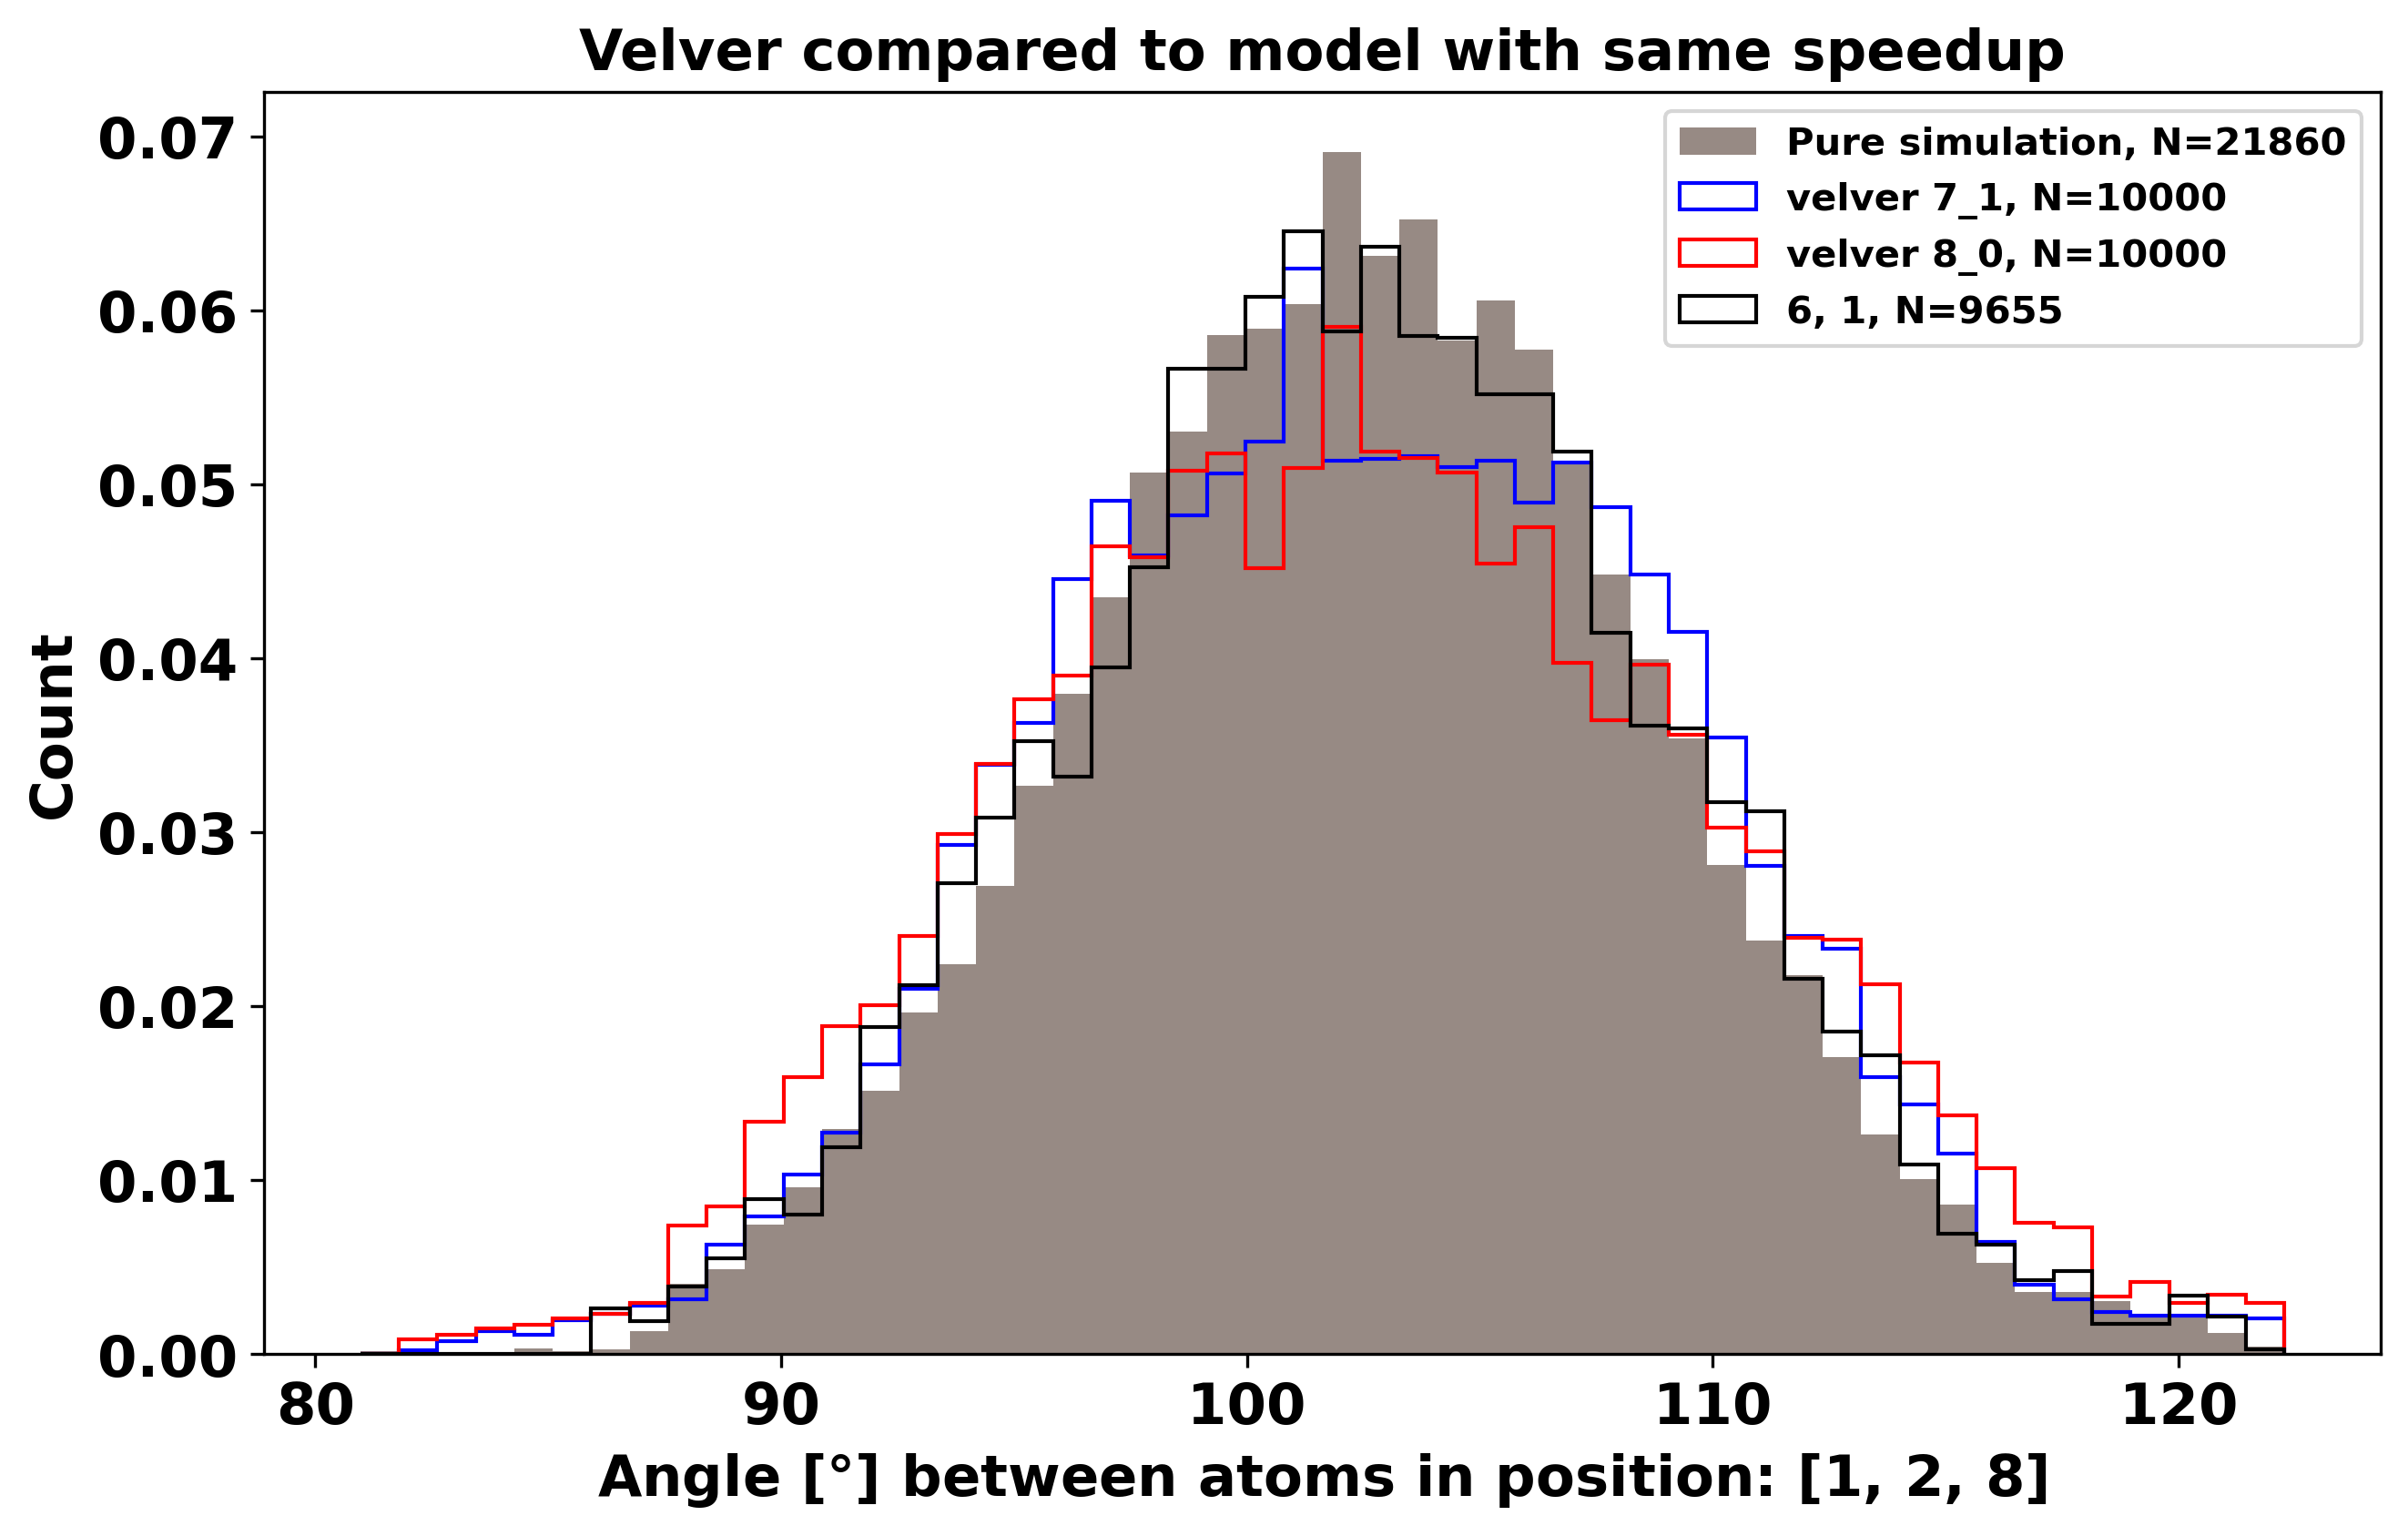 Velver compared to model with same speedup
Pure simulation, N=21860
velver 7_1, N=10000
velver 8_0, N=10000
6, 1, N=9655
Count
0.07
0.06
0.05
0.04
0.03
0.02
0.01
0.00
80 90 100 110 120
Angle [°] between atoms in position: [1, 2, 8]